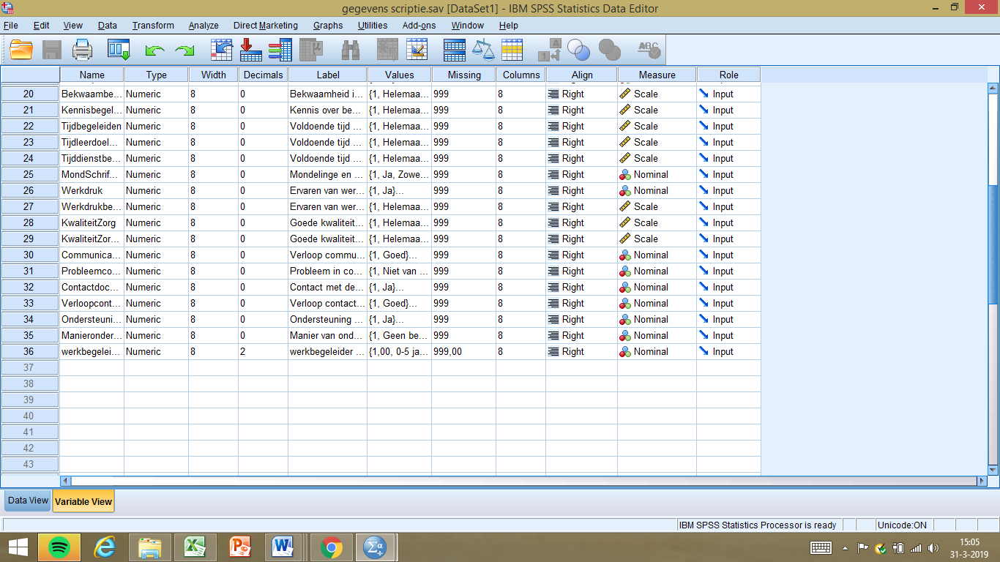 gegevens scriptie.sav [DataSet1] - IBM SPSS Statistics Data Editor
File Edit View Data Transform Analyze Direct Marketing Graphs Utilities Add-ons Window Help
Name Type Width Decimals Label Values Missing Columns Align Measure Role
20 Bekwaambe... Numeric 8 0 Bekwaamheid i... {1, Helemaa... 999 8 Right Scale Input
21 Kennisbegel... Numeric 8 0 Kennis over be... {1, Helemaa... 999 8 Right Scale Input
22 Tijdbegeleiden Numeric 8 0 Voldoende tijd ... {1, Helemaa... 999 8 Right Scale Input
23 Tijdleerdoel... Numeric 8 0 Voldoende tijd ... {1, Helemaa... 999 8 Right Scale Input
24 Tijddienstbe... Numeric 8 0 Voldoende tijd ... {1, Helemaa... 999 8 Right Scale Input
25 MondSchrif... Numeric 8 0 Mondelinge en ... {1, Ja, Zowe... 999 8 Right Nominal Input
26 Werkdruk Numeric 8 0 Ervaren van wer... {1, Ja}... 999 8 Right Nominal Input
27 Werkdrukbe... Numeric 8 0 Ervaren van wer... {1, Helemaa... 999 8 Right Scale Input
28 KwaliteitZorg Numeric 8 0 Goede kwaliteit... {1, Helemaa... 999 8 Right Scale Input
29 KwaliteitZor... Numeric 8 0 Goede kwaliteit... {1, Helemaa... 999 8 Right Scale Input
30 Communica... Numeric 8 0 Verloop commu... {1, Goed}... 999 8 Right Nominal Input
31 Probleemco... Numeric 8 0 Probleem in co... {1, Niet van ... 999 8 Right Nominal Input
32 Contactdoc... Numeric 8 0 Contact met de... {1, Ja}... 999 8 Right Nominal Input
33 Verloopcont... Numeric 8 0 Verloop contact... {1, Goed}... 999 8 Right Nominal Input
34 Ondersteuni... Numeric 8 0 Ondersteuning ... {1, Ja}... 999 8 Right Nominal Input
35 Manieronder... Numeric 8 0 Manier van ond... {1, Geen be... 999 8 Right Nominal Input
36 werkbegelei... Numeric 8 2 werkbegeleider ... {1,00, 0-5 ja... 999,00 8 Right Nominal Input
37
38
39
40
41
42
43
Data View Variable View
IBM SPSS Statistics Processor is ready Unicode:ON
15:05
31-3-2019